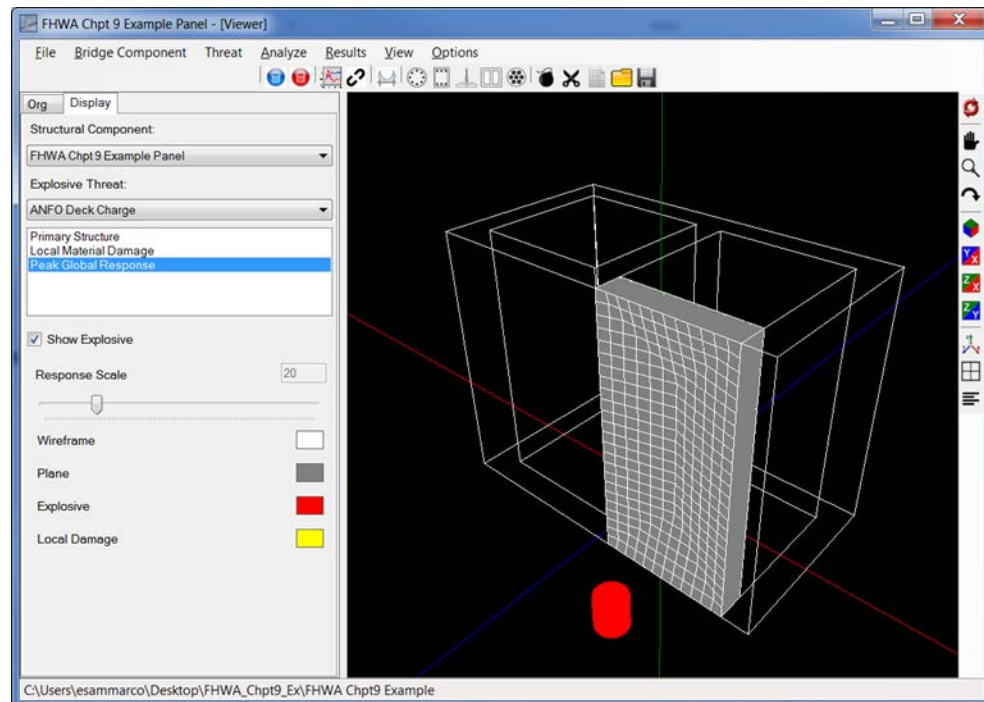 FHWA Chpt 9 Example Panel - [Viewer]
File Bridge Component Threat Analyze Results View Options
Org Display
Structural Component:
FHWA Chpt 9 Example Panel
Explosive Threat:
ANFO Deck Charge
Primary Structure
Local Material Damage
Peak Global Response
Show Explosive
Response Scale 20
Wireframe
Plane
Explosive
Local Damage
Y X
Z X
Z Y
C:\Users\esammarco\Desktop\FHWA_Chpt9_Ex\FHWA Chpt9 Example